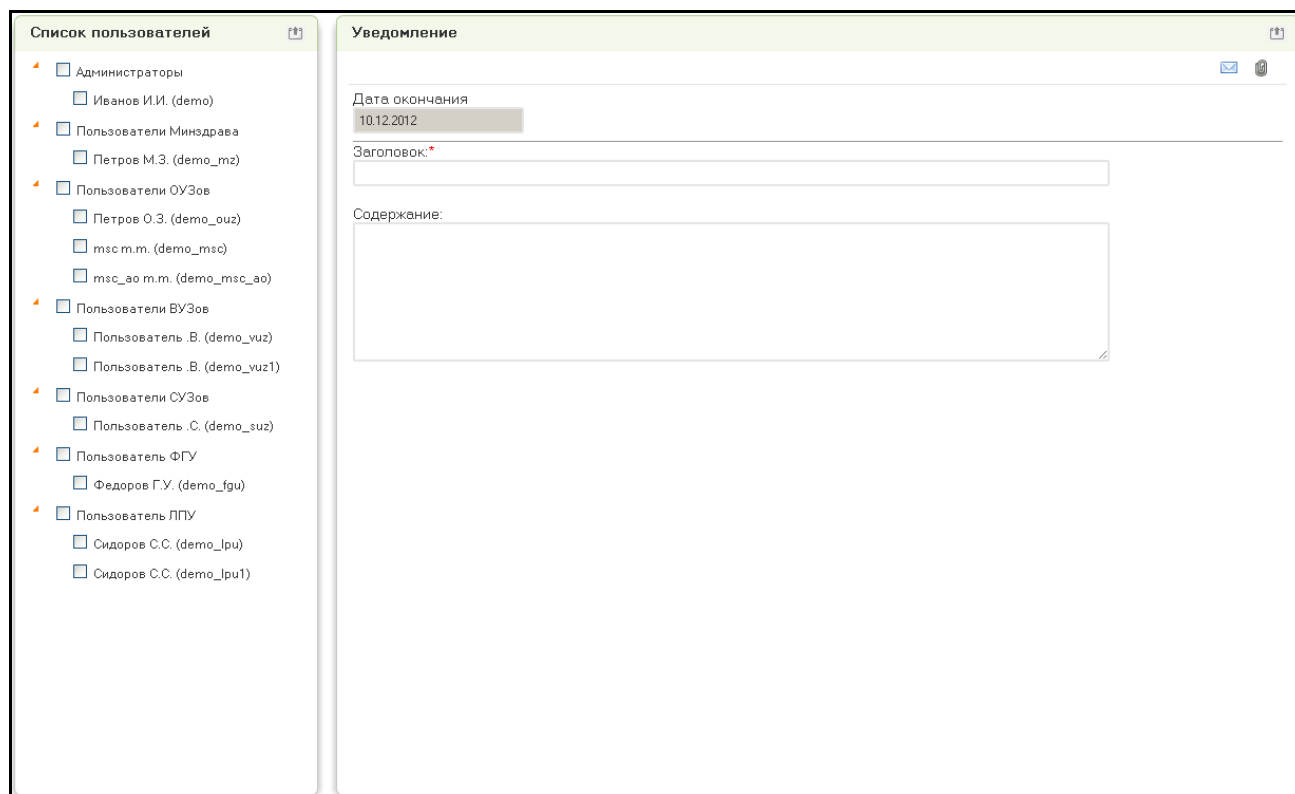 Список пользователей
Администраторы
Иванов И.И. (demo)
Пользователи Минздрава
Петров М.З. (demo_mz)
Пользователи ОУЗов
Петров О.З. (demo_ouz)
msc m.m. (demo_msc)
msc_ao m.m. (demo_msc_ao)
Пользователи ВУЗов
Пользователь .В. (demo_vuz)
Пользователь .В. (demo_vuz1)
Пользователи СУЗов
Пользователь .С. (demo_suz)
Пользователь ФГУ
Федоров Г.У. (demo_fgu)
Пользователь ЛПУ
Сидоров С.С. (demo_lpu)
Сидоров С.С. (demo_lpu1)
Уведомление
Дата окончания
10.12.2012
Заголовок:*
Содержание: